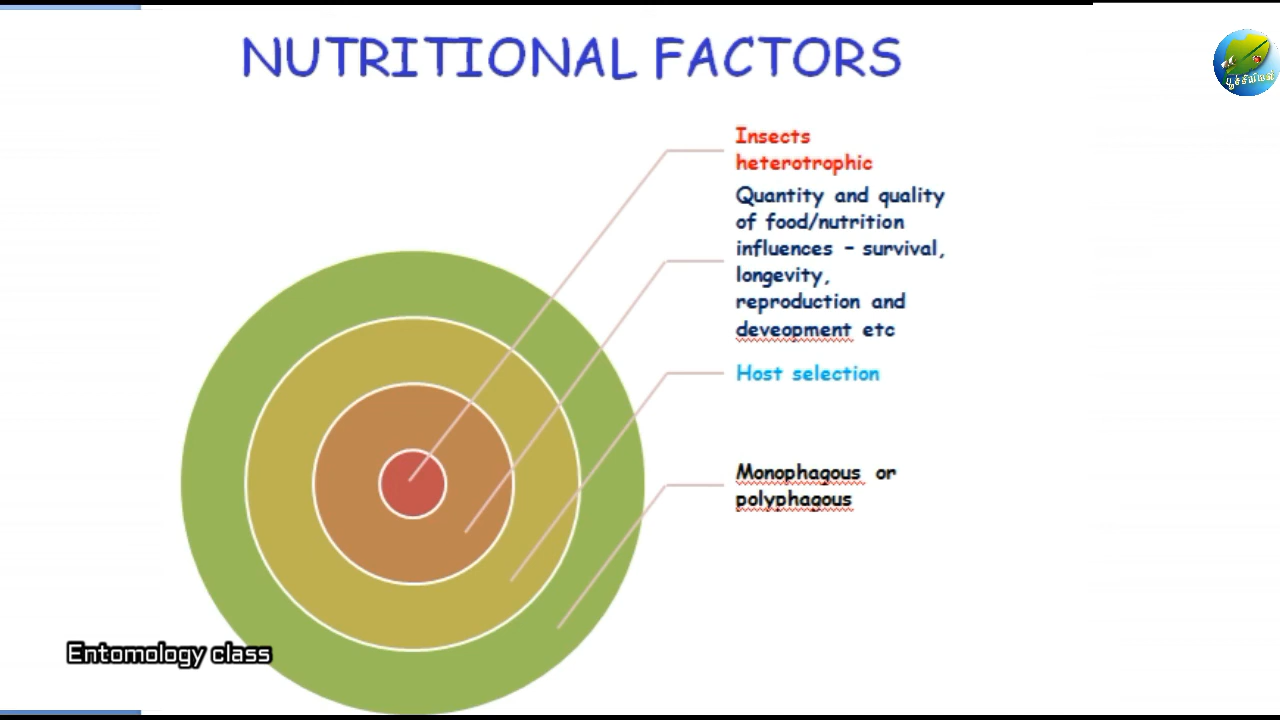 NUTRITIONAL FACTORS
பூச்சியியல்
Insects
heterotrophic
Quantity and quality
of food/nutrition
influences - survival,
longevity,
reproduction and
deveopment etc
Host selection
Monophagous or
polyphagous
Entomology class